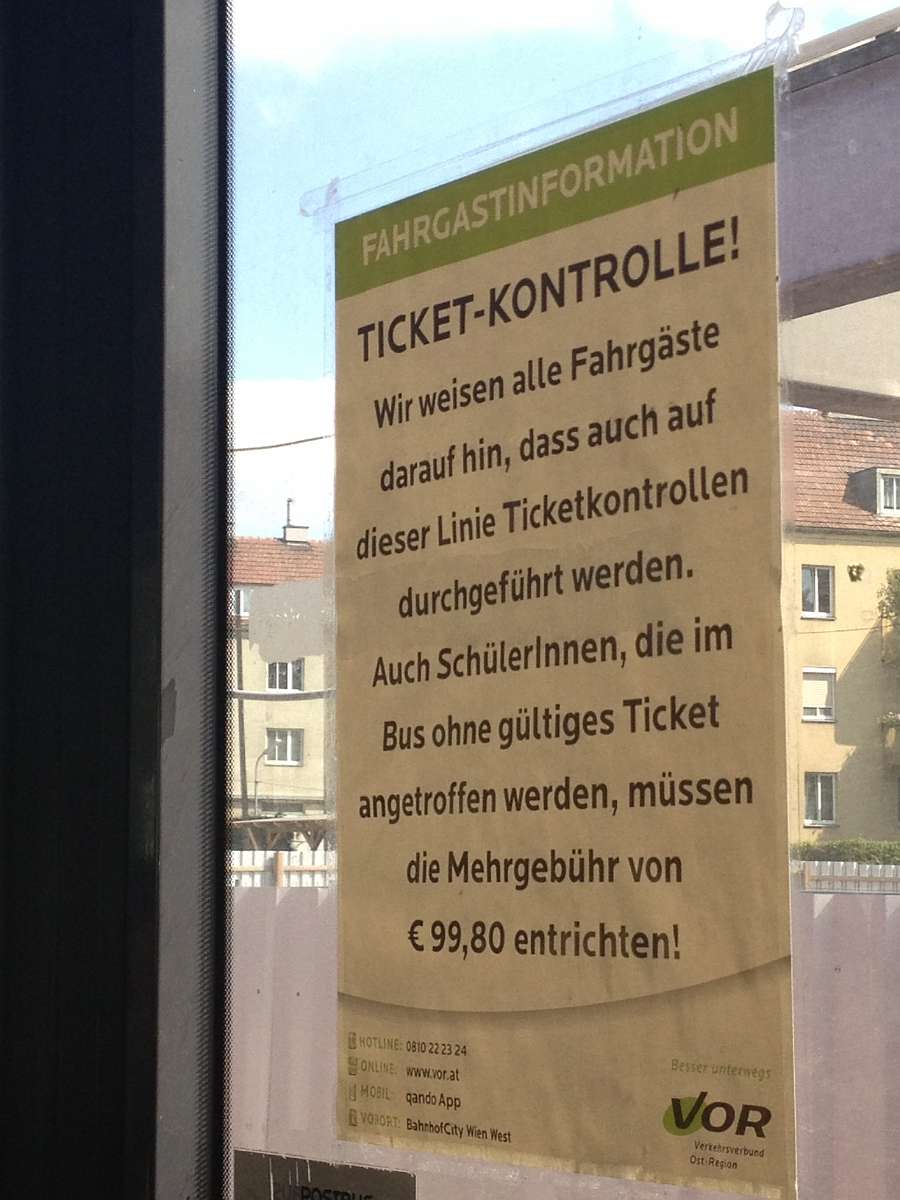 FAHRGASTINFORMATION
TICKET-KONTROLLE!
Wir weisen alle Fahrgäste
darauf hin, dass auch auf
dieser Linie Ticketkontrollen
durchgeführt werden.
Auch SchülerInnen, die im
Bus ohne gültiges Ticket
angetroffen werden, müssen
die Mehrgebühr von
€ 99,80 entrichten!
HOTLINE: 0810 22 23 24
ONLINE: www.vor.at
MOBIL: qando App
VORORT: BahnhofCity Wien West
Besser unterwegs
VOR
Verkehrsverbund
Ost-Region
POSTBUS